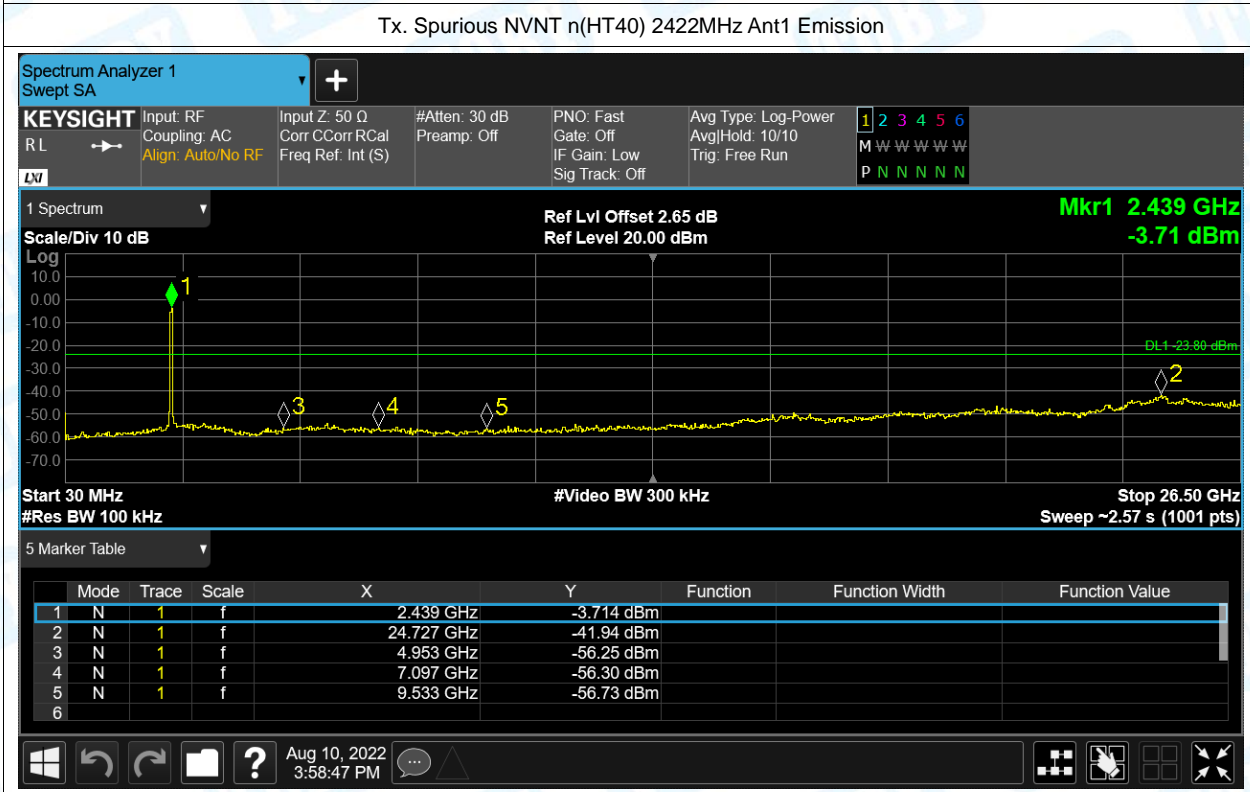 Tx. Spurious NVNT n(HT40) 2422MHz Ant1 Emission
Spectrum Analyzer 1
Swept SA
KEYSIGHT
R L
LXI
Input: RF
Coupling: AC
Align: Auto/No RF
Input Z: 50 Ω
Corr CCorr RCal
Freq Ref: Int (S)
#Atten: 30 dB
Preamp: Off
PNO: Fast
Gate: Off
IF Gain: Low
Sig Track: Off
Avg Type: Log-Power
Avg|Hold: 10/10
Trig: Free Run
1 2 3 4 5 6
M W W W W W
P N N N N N
1 Spectrum
Scale/Div 10 dB
Ref Lvl Offset 2.65 dB
Ref Level 20.00 dBm
Mkr1 2.439 GHz
-3.71 dBm
Log
10.0
0.00
-10.0
-20.0
-30.0
-40.0
-50.0
-60.0
-70.0
1
DL1 -23.80 dBm
2
3
4
5
Start 30 MHz
#Res BW 100 kHz
#Video BW 300 kHz
Stop 26.50 GHz
Sweep ~2.57 s (1001 pts)
5 Marker Table
Mode Trace Scale X Y Function Function Width Function Value
1 N 1 f 2.439 GHz -3.714 dBm
2 N 1 f 24.727 GHz -41.94 dBm
3 N 1 f 4.953 GHz -56.25 dBm
4 N 1 f 7.097 GHz -56.30 dBm
5 N 1 f 9.533 GHz -56.73 dBm
6
?
Aug 10, 2022
3:58:47 PM